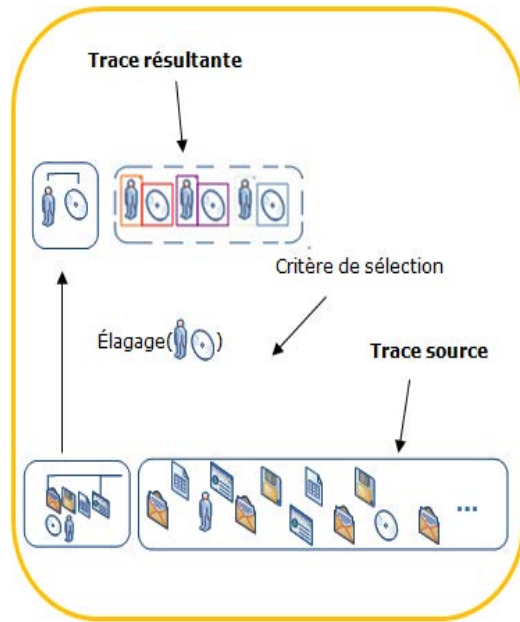 Trace résultante
Critère de sélection
Élagage( )
Trace source
...